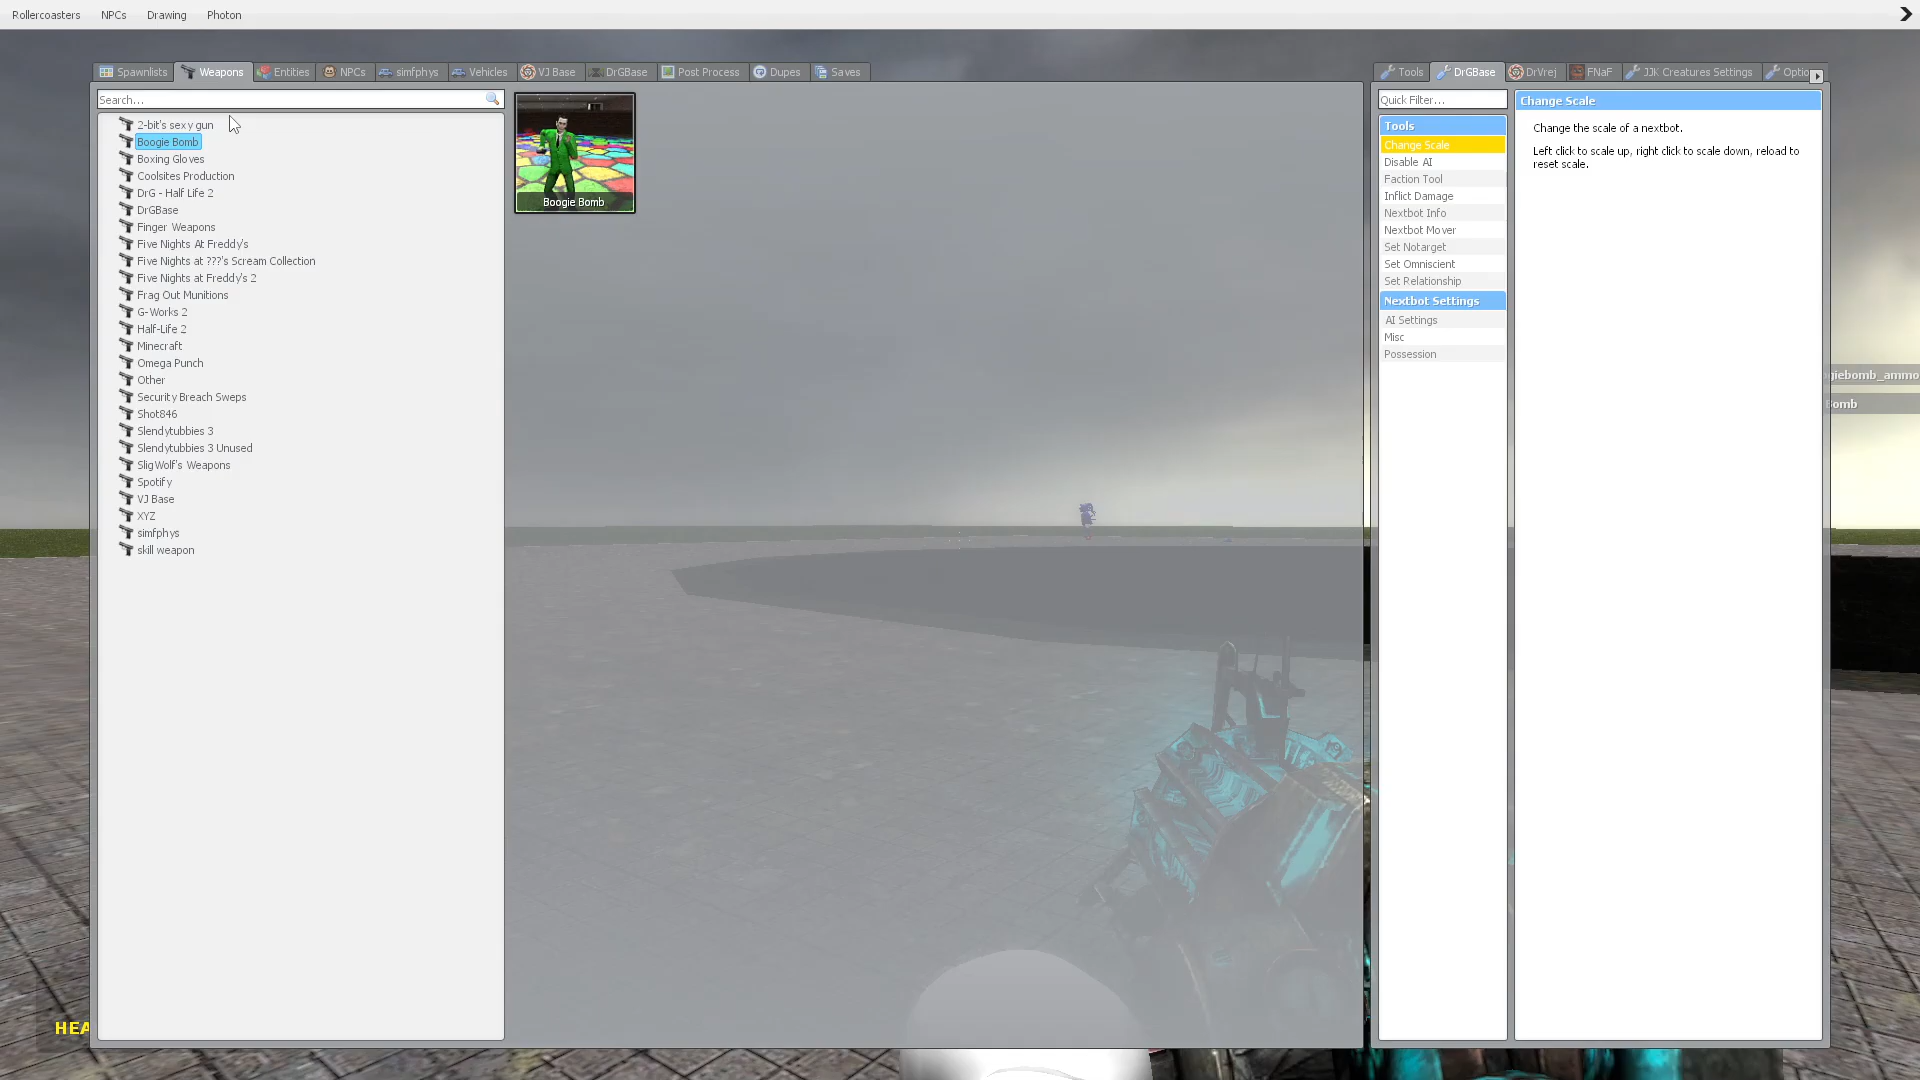 Rollercoasters NPCs Drawing Photon
Spawnlists Weapons Entities NPCs simfphys Vehicles VJ Base DrGBase Post Process Dupes Saves
Search...
2-bit's sexy gun
Boogie Bomb
Boxing Gloves
Coolsites Production
DrG - Half Life 2
DrGBase
Finger Weapons
Five Nights At Freddy's
Five Nights at ???'s Scream Collection
Five Nights at Freddy's 2
Frag Out Munitions
G-Works 2
Half-Life 2
Minecraft
Omega Punch
Other
Security Breach Sweps
Shot846
Slendytubbies 3
Slendytubbies 3 Unused
SligWolf's Weapons
Spotify
VJ Base
XYZ
simfphys
skill weapon
Boogie Bomb
Tools DrGBase DrVrej FNaF JJK Creatures Settings Optio
Quick Filter...
Tools
Change Scale
Disable AI
Faction Tool
Inflict Damage
Nextbot Info
Nextbot Mover
Set Notarget
Set Omniscient
Set Relationship
Nextbot Settings
AI Settings
Misc
Possession
Change Scale
Change the scale of a nextbot.
Left click to scale up, right click to scale down, reload to
reset scale.
giebomb_ammo
Bomb
HEA